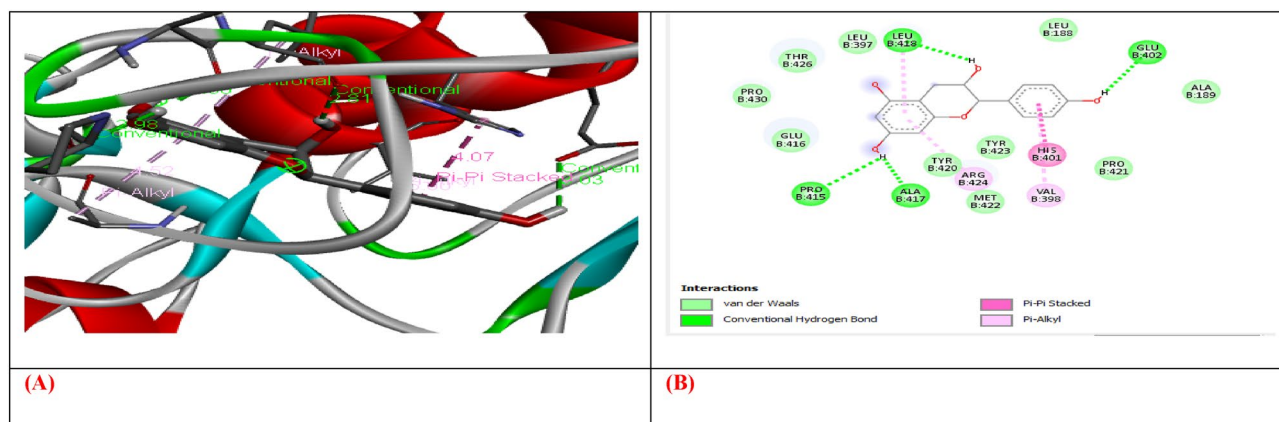 Alkyl
Conventional
2.81
2.98
Conventional
4.52
Alkyl
4.07
Pi-Pi Stacked
Convent
LEU
B:188
LEU
B:418
LEU
B:397
GLU
B:402
THR
B:426
PRO
B:430
ALA
B:189
GLU
B:416
TYR
B:423
HIS
B:401
TYR
B:420
PRO
B:421
ARG
B:424
PRO
B:415
ALA
B:417
MET
B:422
VAL
B:398
H
O
H
O
O
O
O
H
Interactions
van der Waals
Conventional Hydrogen Bond
Pi-Pi Stacked
Pi-Alkyl
(A)
(B)